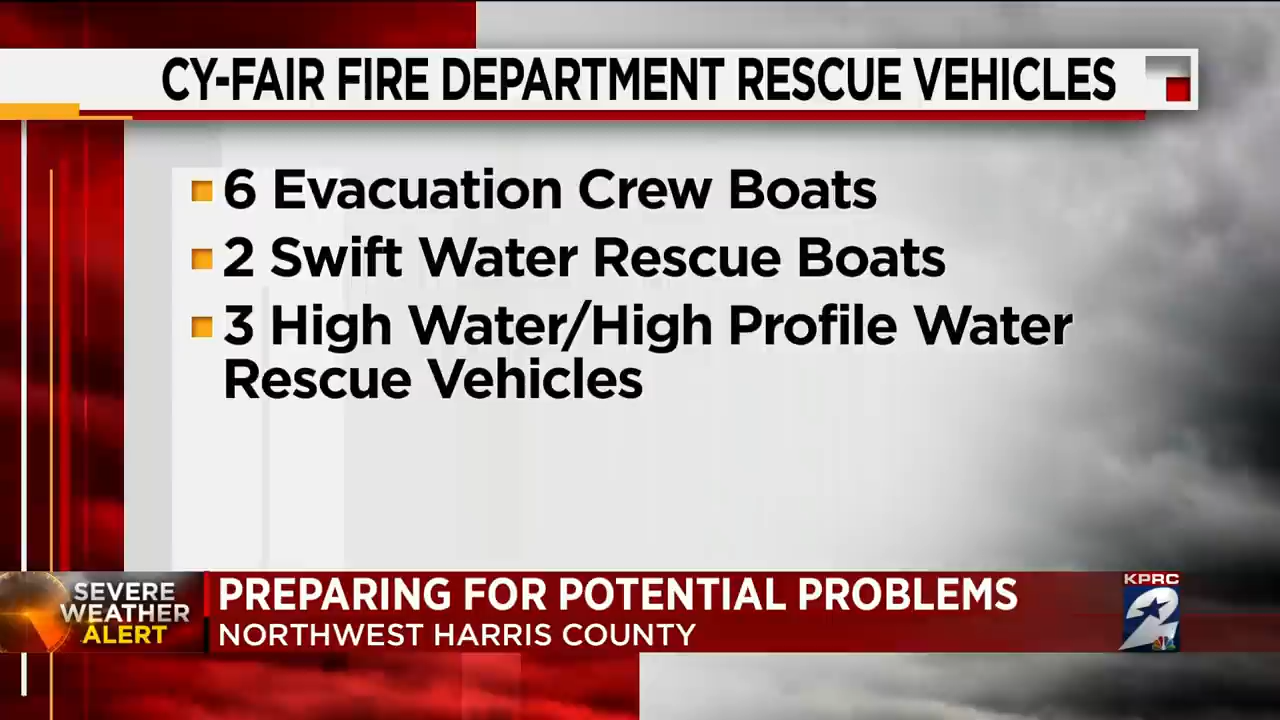 CY-FAIR FIRE DEPARTMENT RESCUE VEHICLES
6 Evacuation Crew Boats
2 Swift Water Rescue Boats
3 High Water/High Profile Water
Rescue Vehicles
SEVERE
WEATHER
ALERT
PREPARING FOR POTENTIAL PROBLEMS
NORTHWEST HARRIS COUNTY
KPRC
2